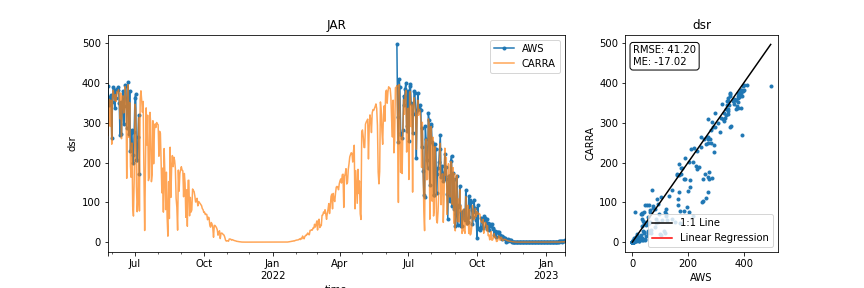 JAR
dsr
500
400
300
200
100
0
dsr
AWS
CARRA
Jul
Oct
Jan
2022
Apr
Jul
Oct
Jan
2023
500
400
300
200
100
0
CARRA
RMSE: 41.20
ME: -17.02
1:1 Line
Linear Regression
0
200
400
AWS